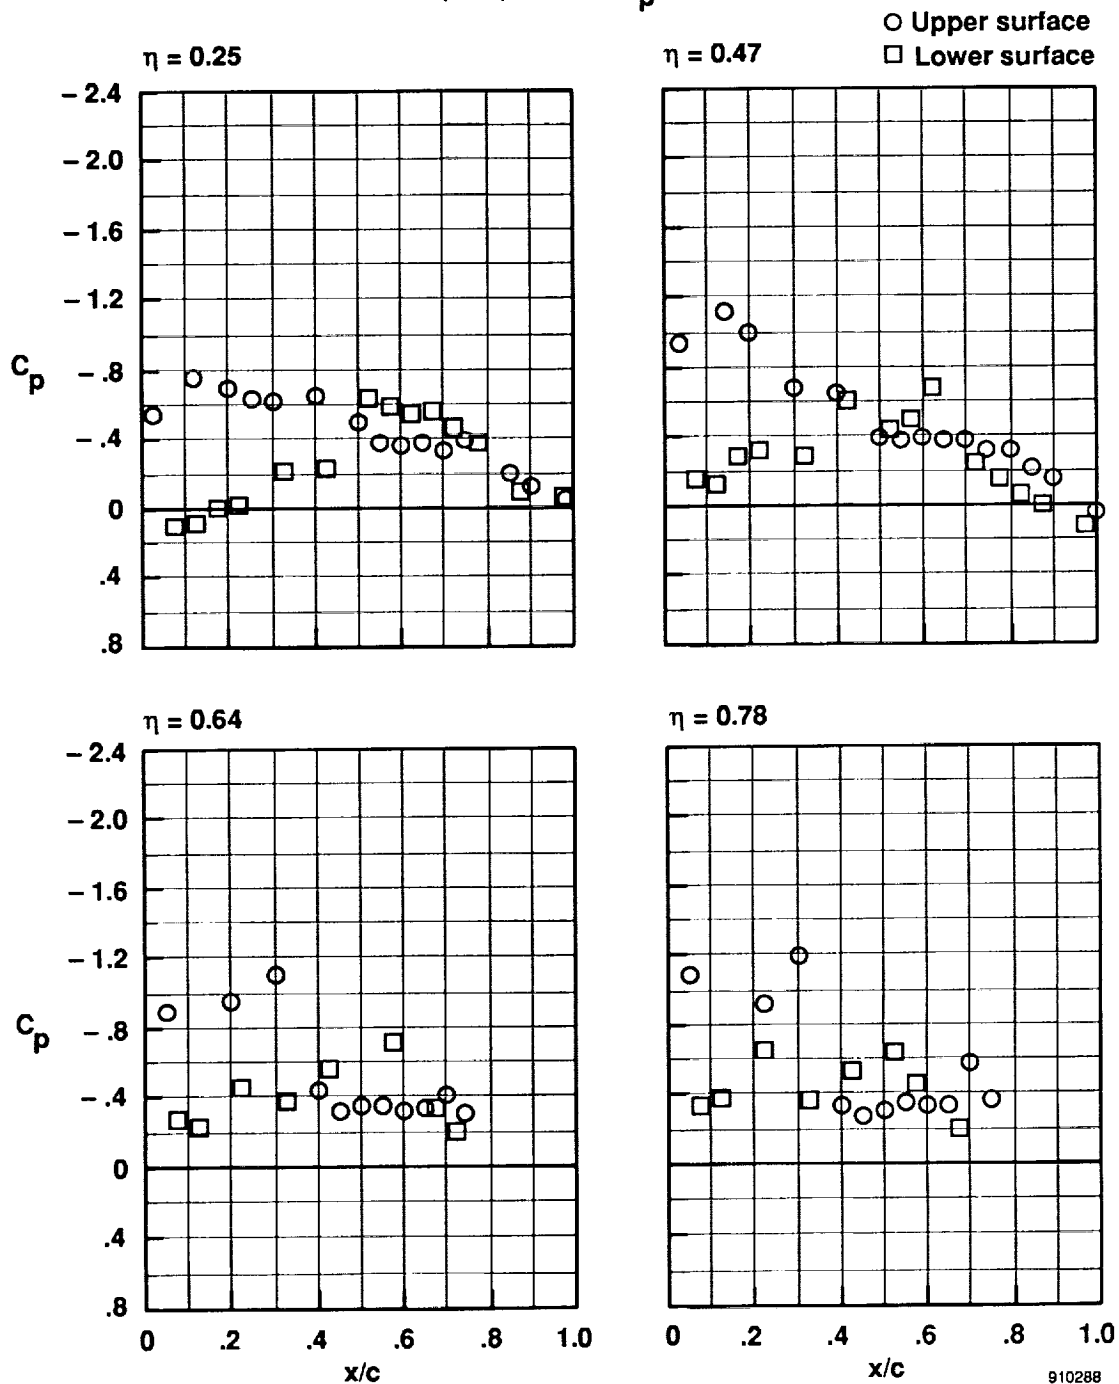 p
○ Upper surface
□ Lower surface
η = 0.25
η = 0.47
– 2.4
– 2.0
– 1.6
– 1.2
– .8
– .4
0
.4
.8
Cp
η = 0.64
η = 0.78
– 2.4
– 2.0
– 1.6
– 1.2
– .8
– .4
0
.4
.8
Cp
0 .2 .4 .6 .8 1.0
x/c
0 .2 .4 .6 .8 1.0
x/c
910288